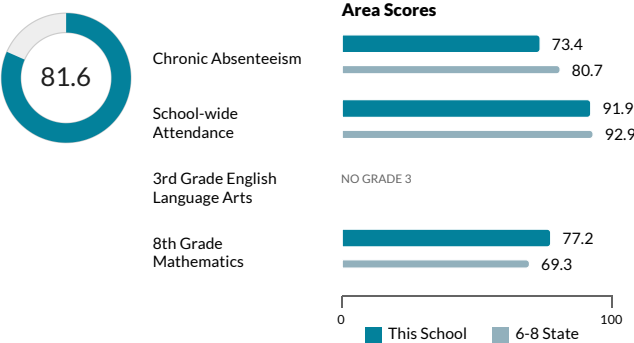 81.6
Area Scores
Chronic Absenteeism
73.4
80.7
School-wide
Attendance
91.9
92.9
3rd Grade English
Language Arts
NO GRADE 3
8th Grade
Mathematics
77.2
69.3
0
100
This School
6-8 State